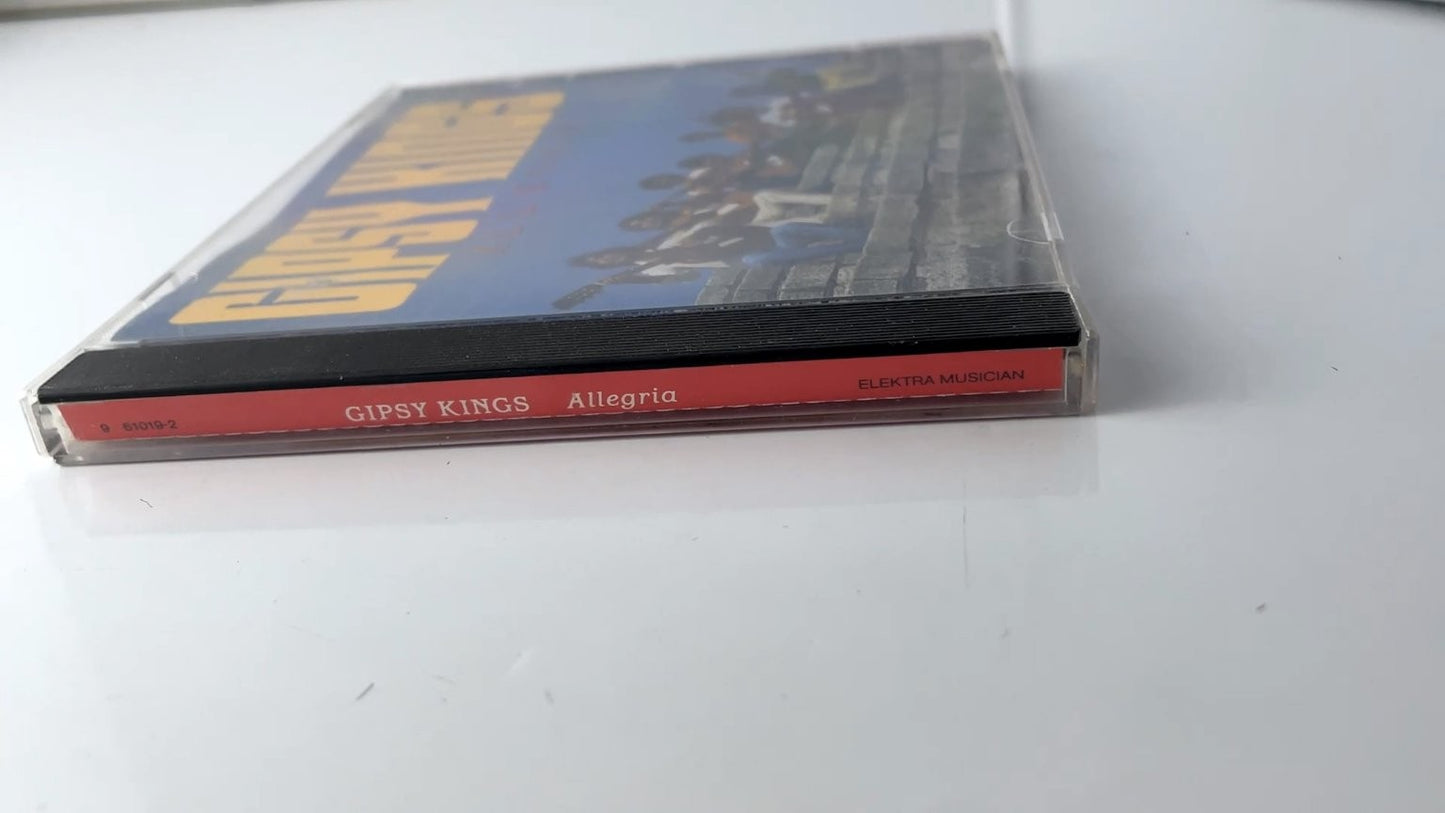 GIPSY KINGS
9 61019-2 GIPSY KINGS Allegria ELEKTRA MUSICIAN